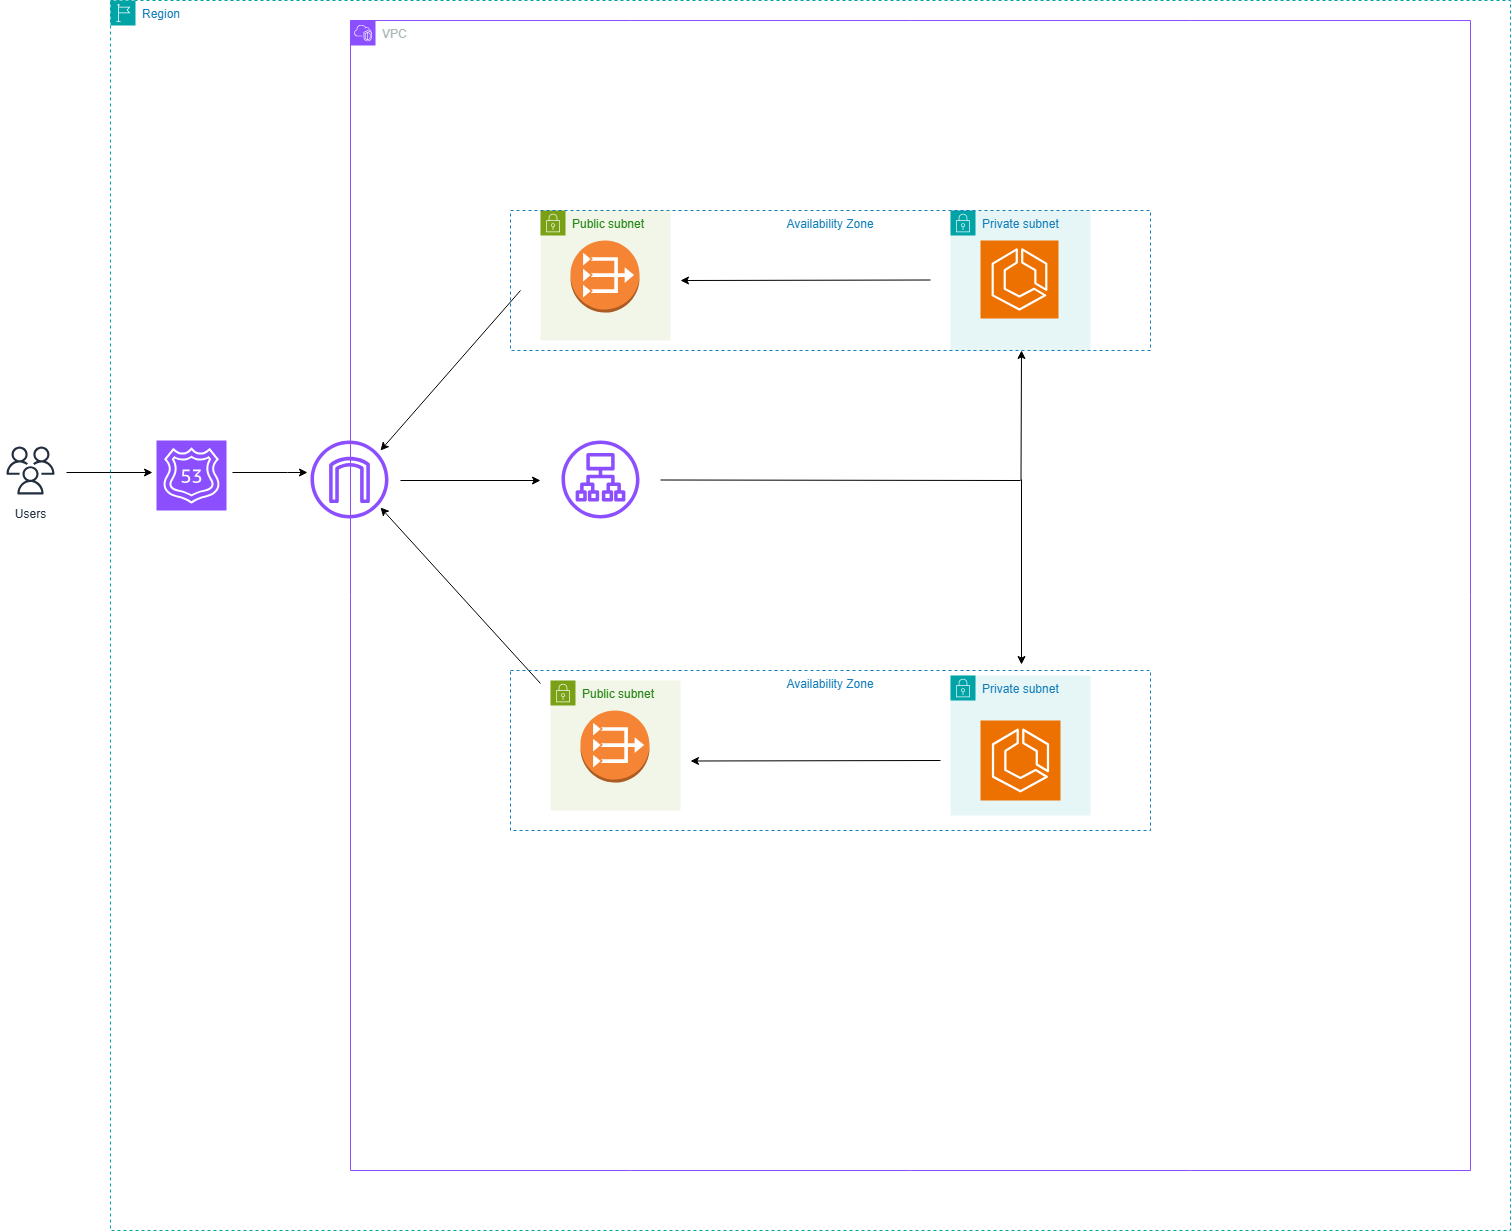 Region
VPC
Public subnet
Availability Zone
Private subnet
53
Users
Availability Zone
Public subnet
Private subnet